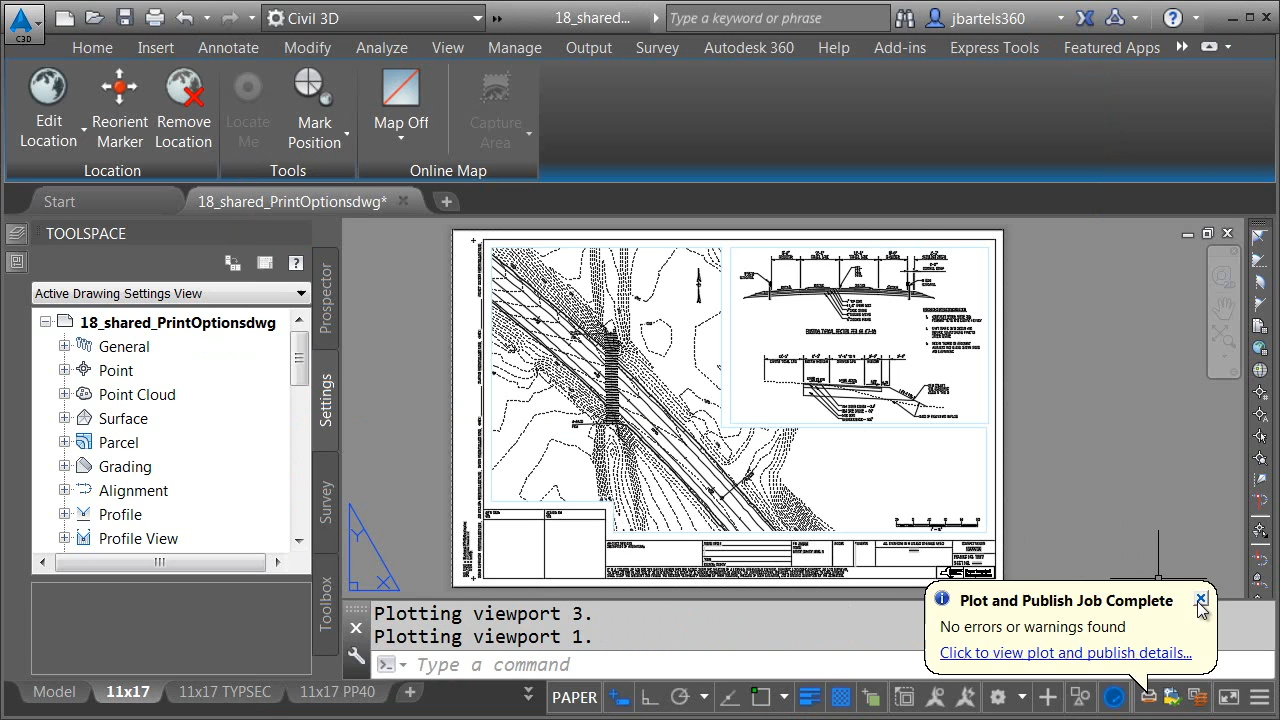 C3D
Civil 3D
18_shared...
Type a keyword or phrase
jbartels360
Home
Insert
Annotate
Modify
Analyze
View
Manage
Output
Survey
Autodesk 360
Help
Add-ins
Express Tools
Featured Apps
Edit
Location
Reorient
Marker
Remove
Location
Locate
Me
Mark
Position
Map Off
Capture
Area
Location
Tools
Online Map
Start
18_shared_PrintOptionsdwg*
TOOLSPACE
Active Drawing Settings View
18_shared_PrintOptionsdwg
General
Point
Point Cloud
Surface
Parcel
Grading
Alignment
Profile
Profile View
Prospector
Settings
Survey
Toolbox
Y
X
Plotting viewport 3.
Plotting viewport 1.
Type a command
Plot and Publish Job Complete
No errors or warnings found
Click to view plot and publish details...
Model
11x17
11x17 TYPSEC
11x17 PP40
PAPER